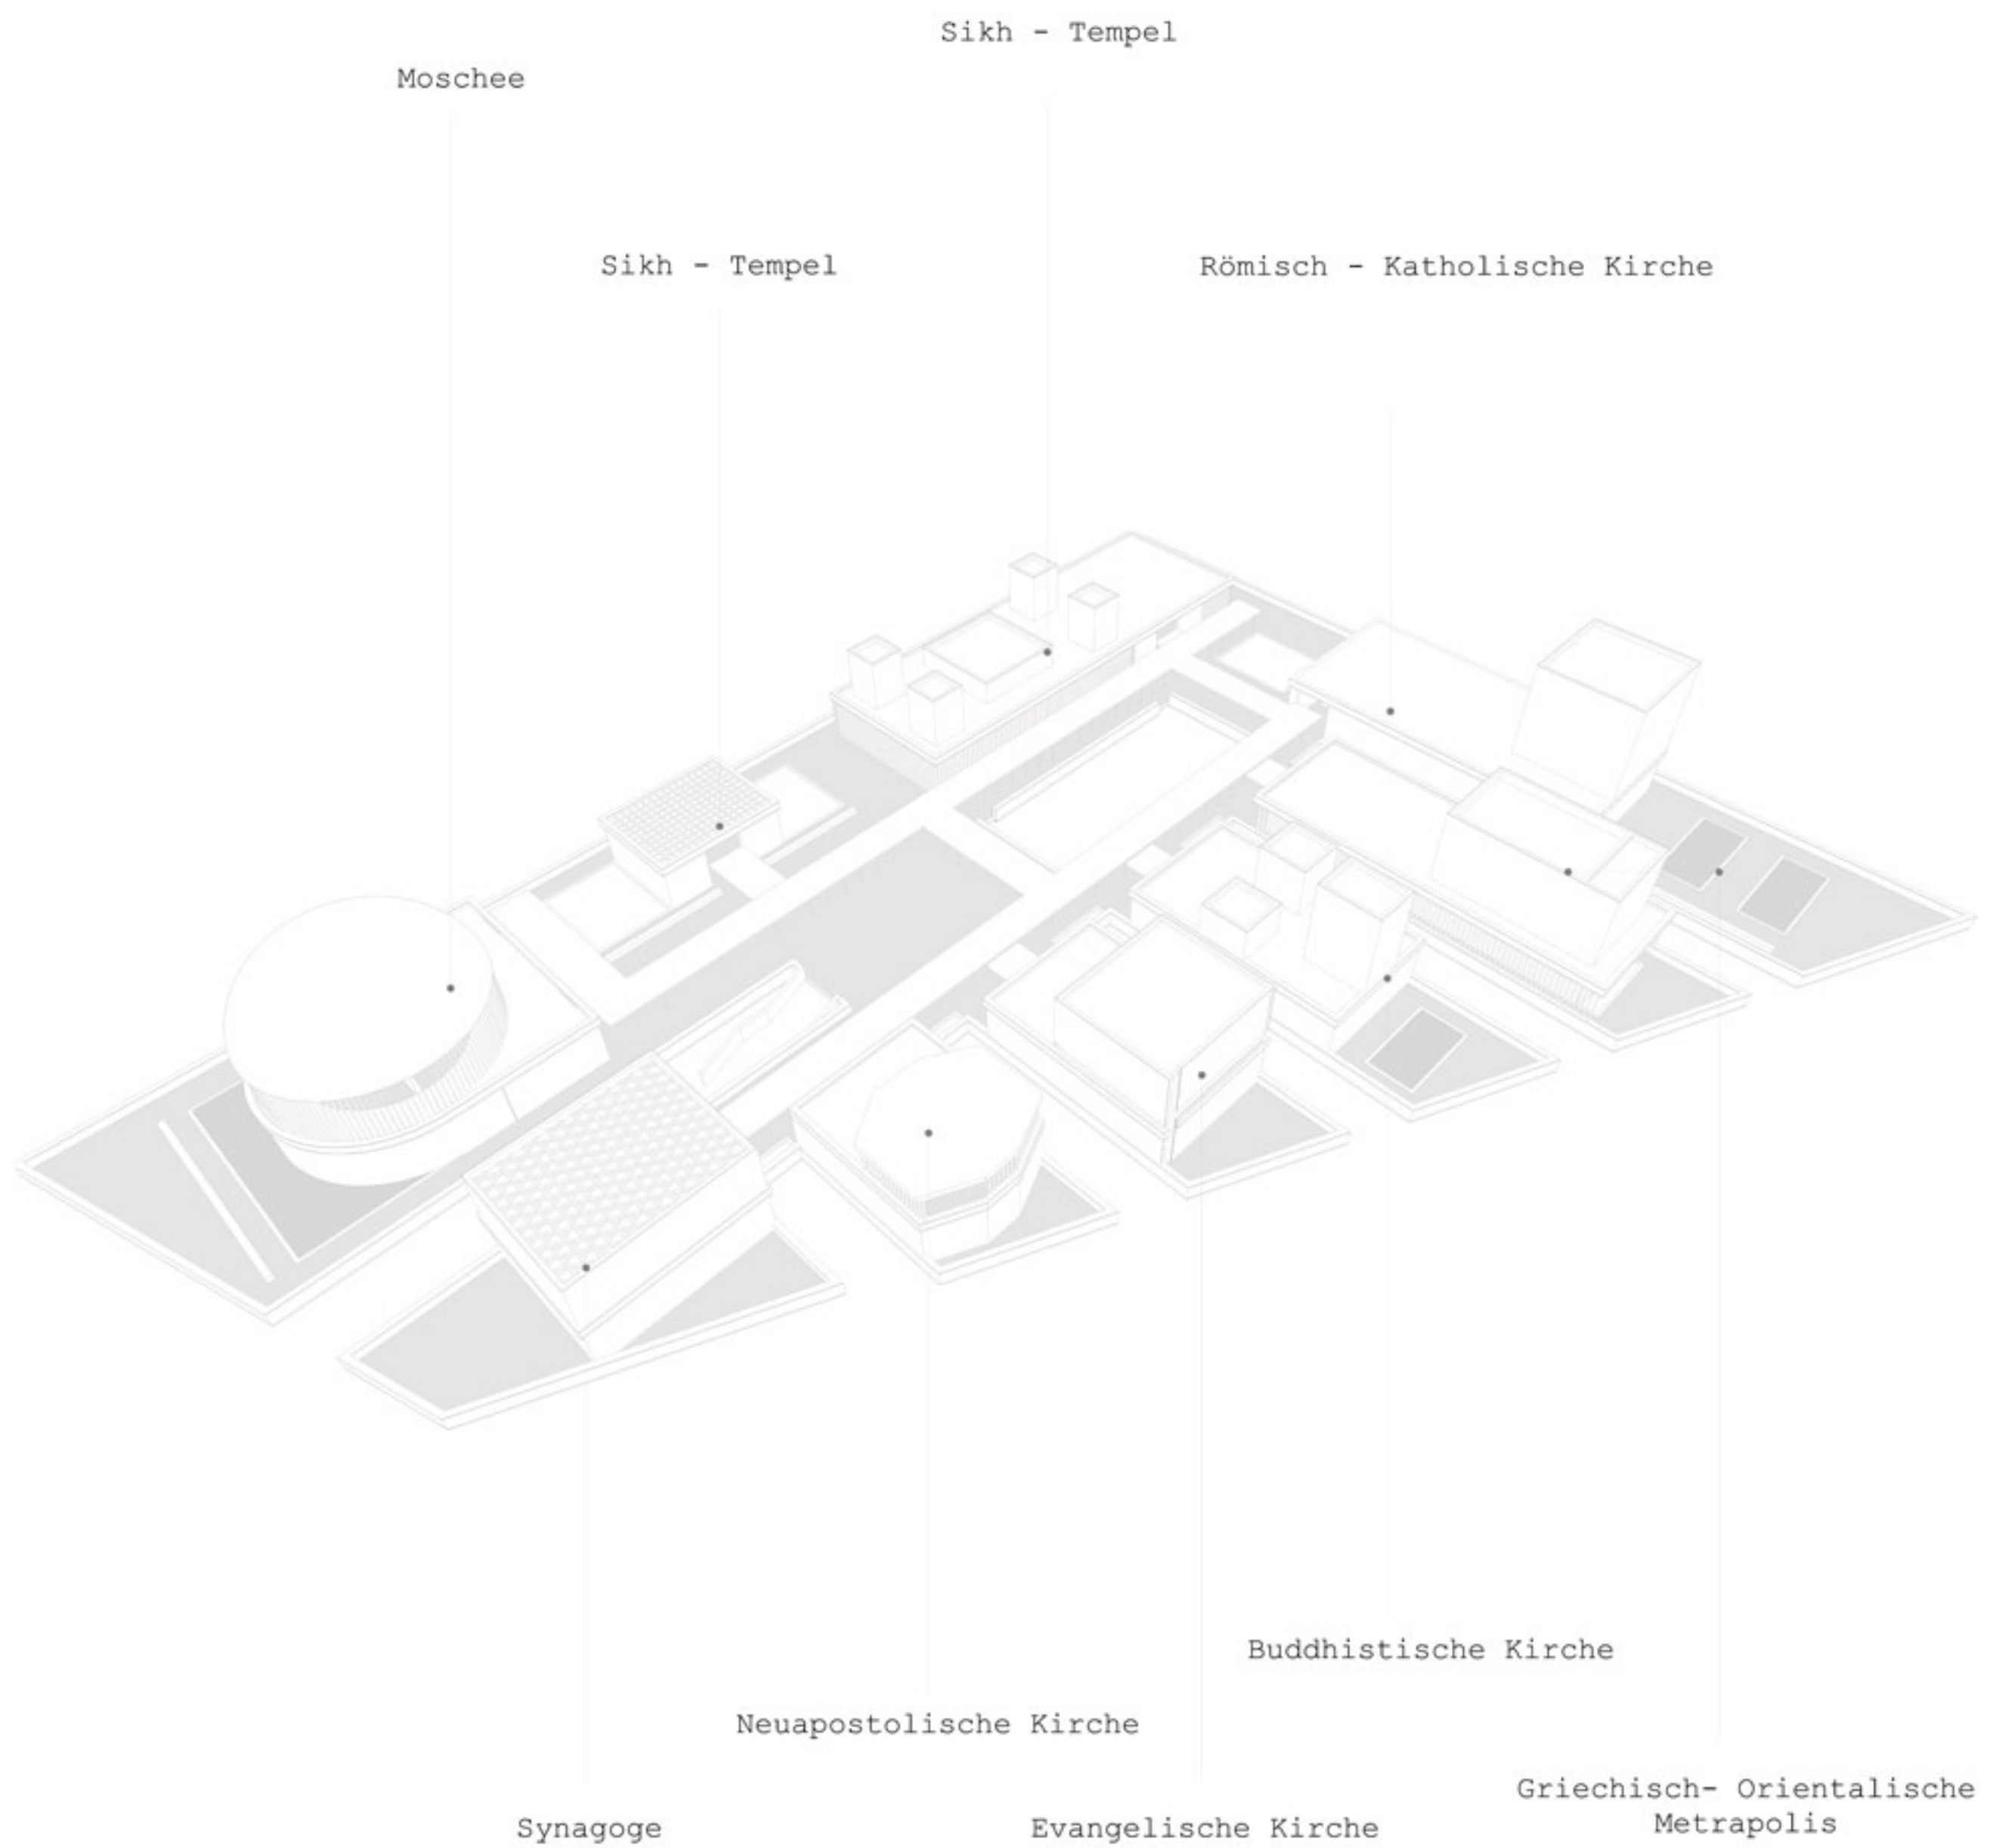 Sikh - Tempel
Moschee
Sikh - Tempel
Römisch - Katholische Kirche
Buddhistische Kirche
Neuapostolische Kirche
Griechisch- Orientalische
Metrapolis
Synagoge
Evangelische Kirche